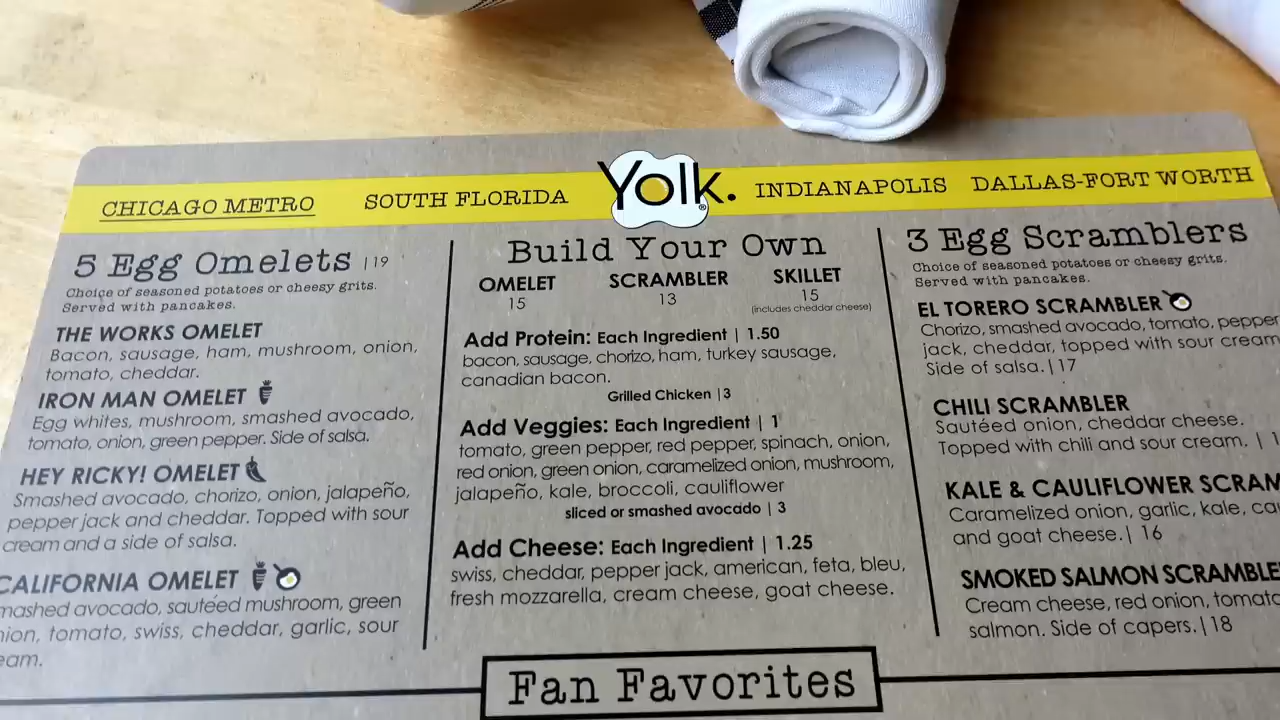 CHICAGO METRO SOUTH FLORIDA Yolk.® INDIANAPOLIS DALLAS-FORT WORTH
5 Egg Omelets |19
Choice of seasoned potatoes or cheesy grits.
Served with pancakes.
THE WORKS OMELET
Bacon, sausage, ham, mushroom, onion,
tomato, cheddar.
IRON MAN OMELET
Egg whites, mushroom, smashed avocado,
tomato, onion, green pepper. Side of salsa.
HEY RICKY! OMELET
Smashed avocado, chorizo, onion, jalapeño,
pepper jack and cheddar. Topped with sour
cream and a side of salsa.
CALIFORNIA OMELET
mashed avocado, sautéed mushroom, green
nion, tomato, swiss, cheddar, garlic, sour
eam.
Build Your Own
OMELET SCRAMBLER SKILLET
15 13 15
(includes cheddar cheese)
Add Protein: Each Ingredient | 1.50
bacon, sausage, chorizo, ham, turkey sausage,
canadian bacon.
Grilled Chicken |3
Add Veggies: Each Ingredient | 1
tomato, green pepper, red pepper, spinach, onion,
red onion, green onion, caramelized onion, mushroom,
jalapeño, kale, broccoli, cauliflower
sliced or smashed avocado | 3
Add Cheese: Each Ingredient | 1.25
swiss, cheddar, pepper jack, american, feta, bleu,
fresh mozzarella, cream cheese, goat cheese.
3 Egg Scramblers
Choice of seasoned potatoes or cheesy grits.
Served with pancakes.
EL TORERO SCRAMBLER
Chorizo, smashed avocado, tomato, pepper
jack, cheddar, topped with sour cream
Side of salsa.|17
CHILI SCRAMBLER
Sautéed onion, cheddar cheese.
Topped with chili and sour cream. | 1
KALE & CAULIFLOWER SCRAM
Caramelized onion, garlic, kale, cau
and goat cheese.| 16
SMOKED SALMON SCRAMBLE
Cream cheese, red onion, tomato
salmon. Side of capers.|18
Fan Favorites